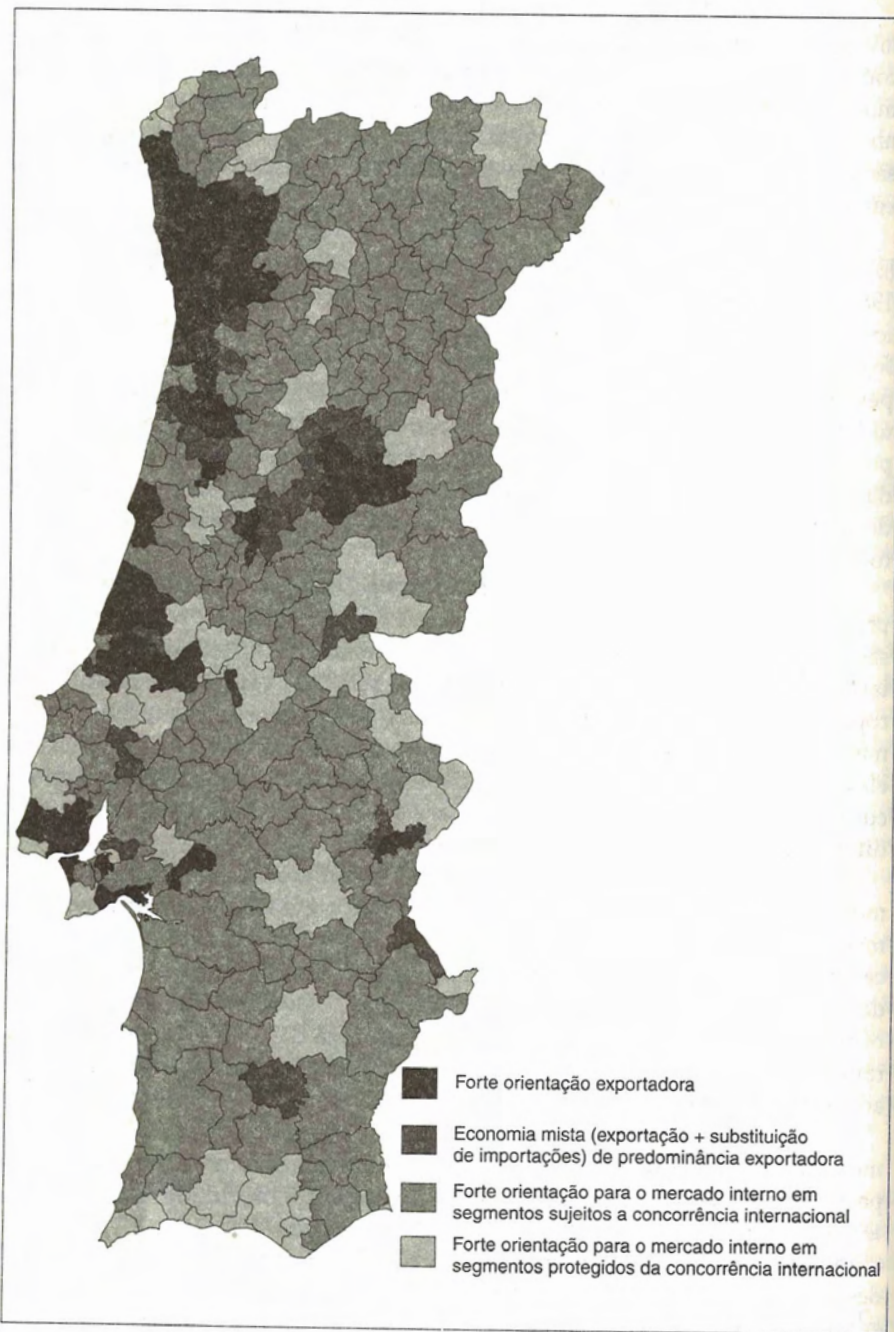 Forte orientação exportadora
Economia mista (exportação + substituição
de importações) de predominância exportadora
Forte orientação para o mercado interno em
segmentos sujeitos a concorrência internacional
Forte orientação para o mercado interno em
segmentos protegidos da concorrência internacional